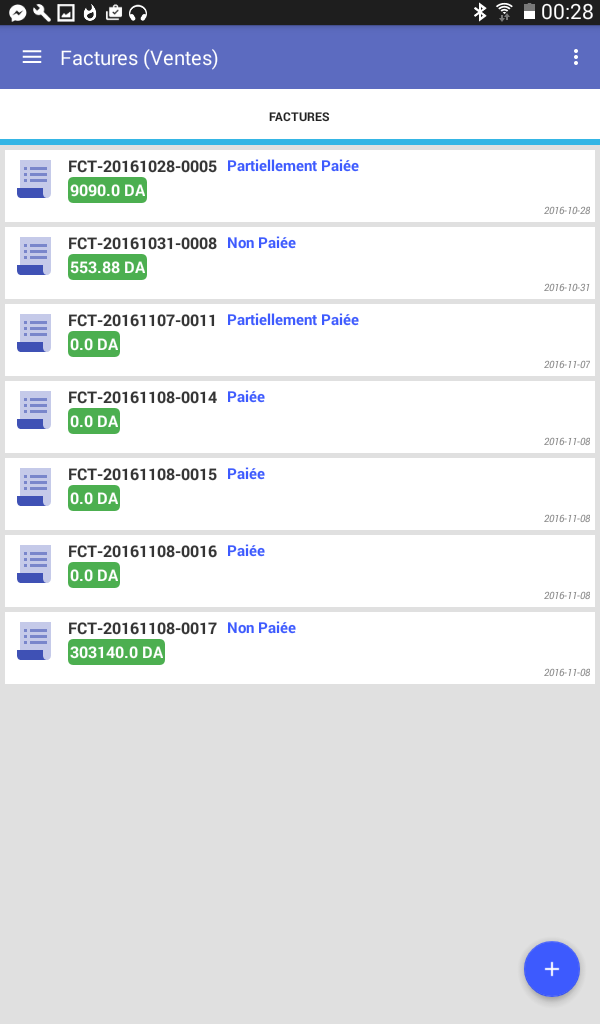 00:28
Factures (Ventes)
FACTURES
FCT-20161028-0005 Partiellement Paiée
9090.0 DA
2016-10-28
FCT-20161031-0008 Non Paiée
553.88 DA
2016-10-31
FCT-20161107-0011 Partiellement Paiée
0.0 DA
2016-11-07
FCT-20161108-0014 Paiée
0.0 DA
2016-11-08
FCT-20161108-0015 Paiée
0.0 DA
2016-11-08
FCT-20161108-0016 Paiée
0.0 DA
2016-11-08
FCT-20161108-0017 Non Paiée
303140.0 DA
2016-11-08